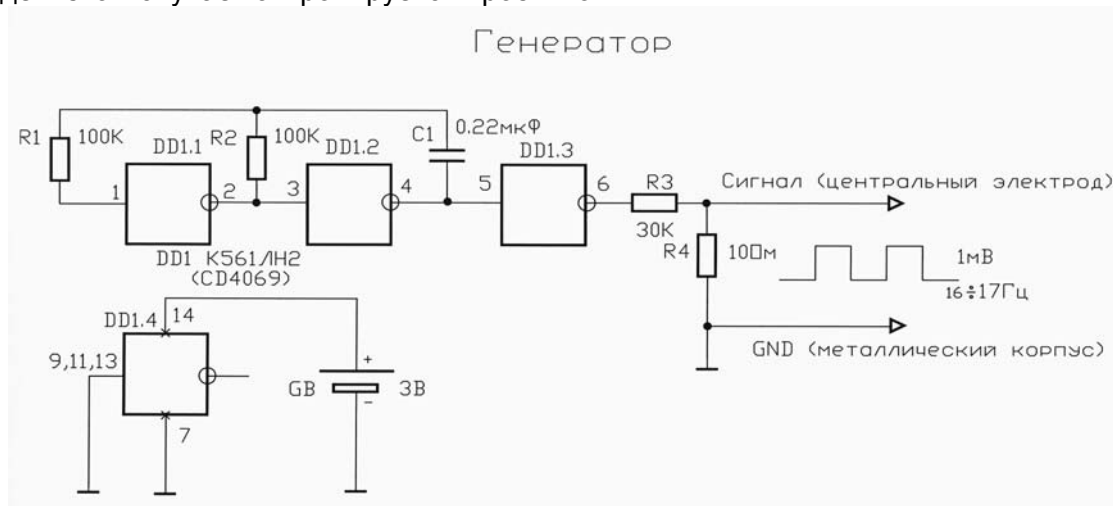 Генератор
R1
100K
DD1.1
R2
100K
DD1.2
C1
0.22мкФ
DD1.3
1
2
3
4
5
6
R3
30K
Сигнал (центральный электрод)
R4
10Ом
1мВ
16÷17Гц
GND (металлический корпус)
DD1 К561ЛН2
(CD4069)
DD1.4
14
9,11,13
7
GB
+
-
3В